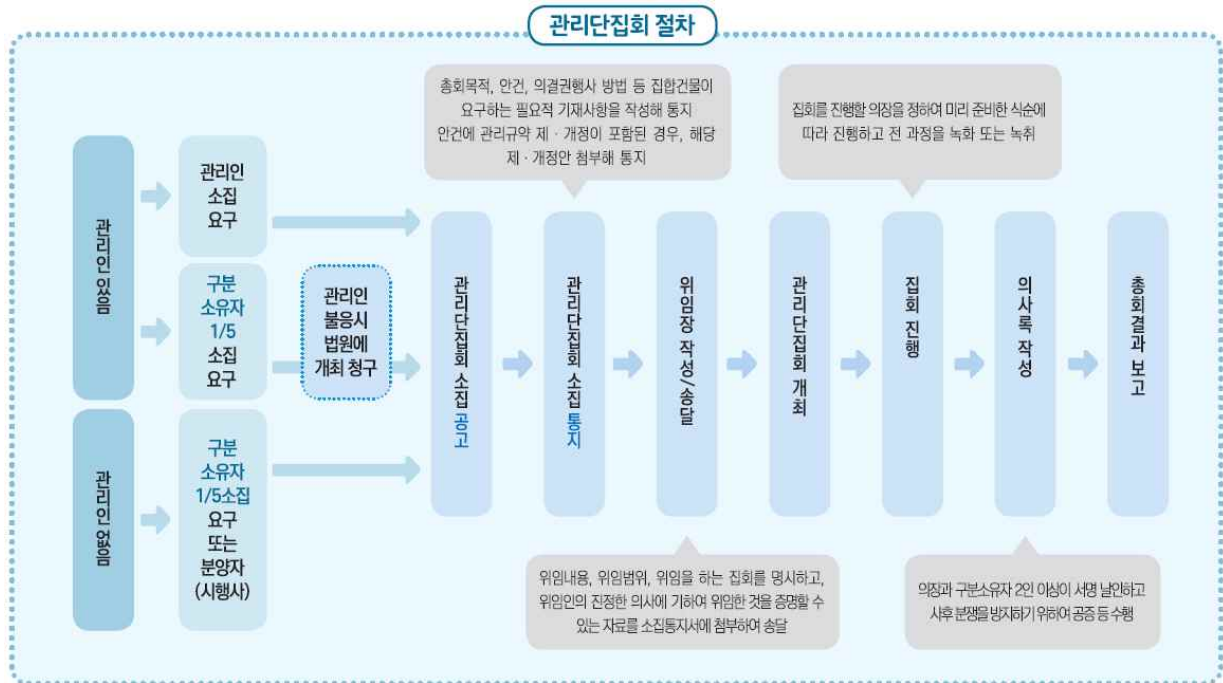 관리단집회 절차
총회목적, 안건, 의결권행사 방법 등 집합건물이
요구하는 필요적 기재사항을 작성해 통지
안건에 관리규약 제·개정이 포함된 경우, 해당
제·개정안 첨부해 통지
집회를 진행할 의장을 정하여 미리 준비한 식순에
따라 진행하고 전 과정을 녹화 또는 녹취
관리인 있음
관리인
소집
요구
구분
소유자
1/5
소집
요구
관리인
불응시
법원에
개최 청구
관리인 없음
구분
소유자
1/5소집
요구
또는
분양자
(시행사)
관리단집회 소집 공고
관리단집회 소집 통지
위임장 작성/송달
관리단집회 개최
집회 진행
의사록 작성
총회결과 보고
위임내용, 위임범위, 위임을 하는 집회를 명시하고,
위임인의 진정한 의사에 기하여 위임한 것을 증명할 수
있는 자료를 소집통지서에 첨부하여 송달
의장과 구분소유자 2인 이상이 서명 날인하고
사후 분쟁을 방지하기 위하여 공증 등 수행